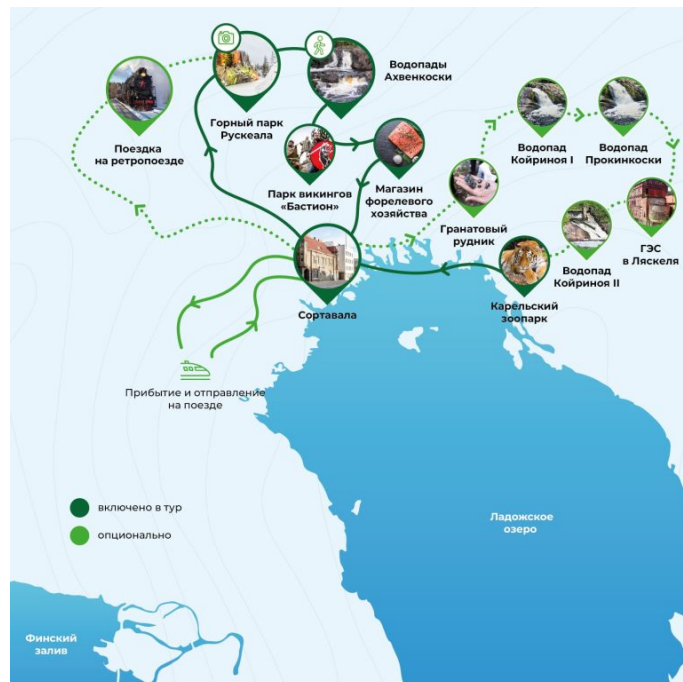 Водопады
Ахвенкоски
Горный парк
Рускеала
Поездка
на ретропоезде
Водопад
Койриноя I
Водопад
Прокинкоски
Парк викингов
«Бастион»
Магазин
форелевого
хозяйства
Гранатовый
рудник
Водопад
Койриноя II
ГЭС
в Ляскеля
Сортавала
Карельский
зоопарк
Прибытие и отправление
на поезде
включено в тур
опционально
Ладожское
озеро
Финский
залив